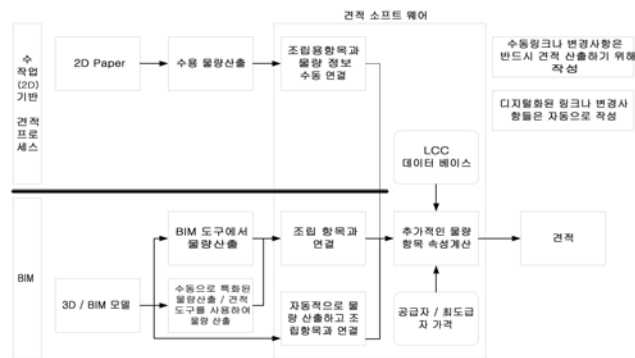 견적 소프트 웨어
수
작업
(2D)
기반
견적
프로
세스
2D Paper
수용 물량산출
조립용항목과
물량 정보
수동 연결
수동링크나 변경사항은
반드시 견적 산출하기 위해
작성
디지털화된 링크나 변경사
항들은 자동으로 작성
LCC
데이터 베이스
BIM
3D / BIM 모델
BIM 도구에서
물량산출
수동으로 특화된
물량산출 / 견적
도구를 사용하여
물량 산출
조립 항목과
연결
자동적으로 물
량 산출하고 조
립항목과 연결
추가적인 물량
항목 속성계산
공급자 / 최도급
자 가격
견적